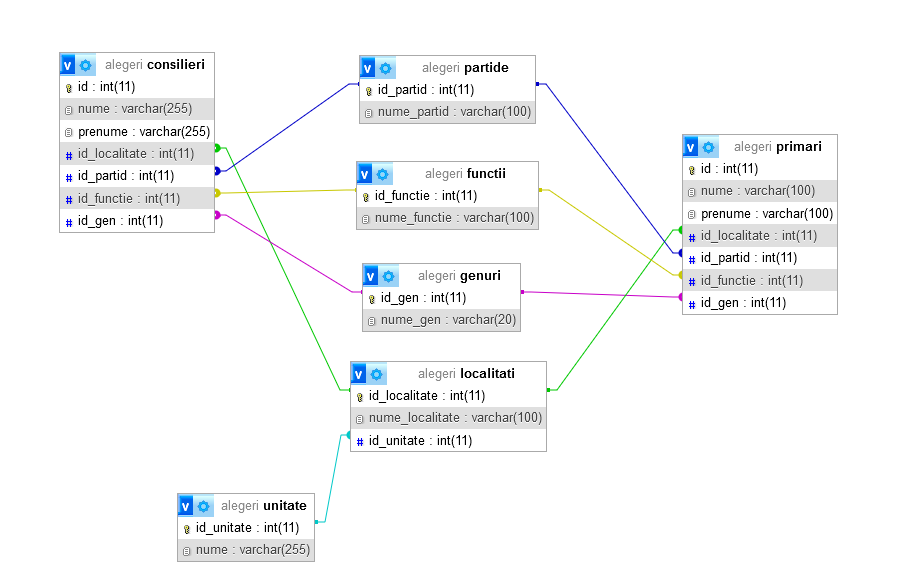 v alegeri consilieri
id : int(11)
nume : varchar(255)
prenume : varchar(255)
# id_localitate : int(11)
# id_partid : int(11)
# id_functie : int(11)
# id_gen : int(11)
v alegeri partide
id_partid : int(11)
nume_partid : varchar(100)
v alegeri functii
id_functie : int(11)
nume_functie : varchar(100)
v alegeri genuri
id_gen : int(11)
nume_gen : varchar(20)
v alegeri localitati
id_localitate : int(11)
nume_localitate : varchar(100)
# id_unitate : int(11)
v alegeri unitate
id_unitate : int(11)
nume : varchar(255)
v alegeri primari
id : int(11)
nume : varchar(100)
prenume : varchar(100)
# id_localitate : int(11)
# id_partid : int(11)
# id_functie : int(11)
# id_gen : int(11)